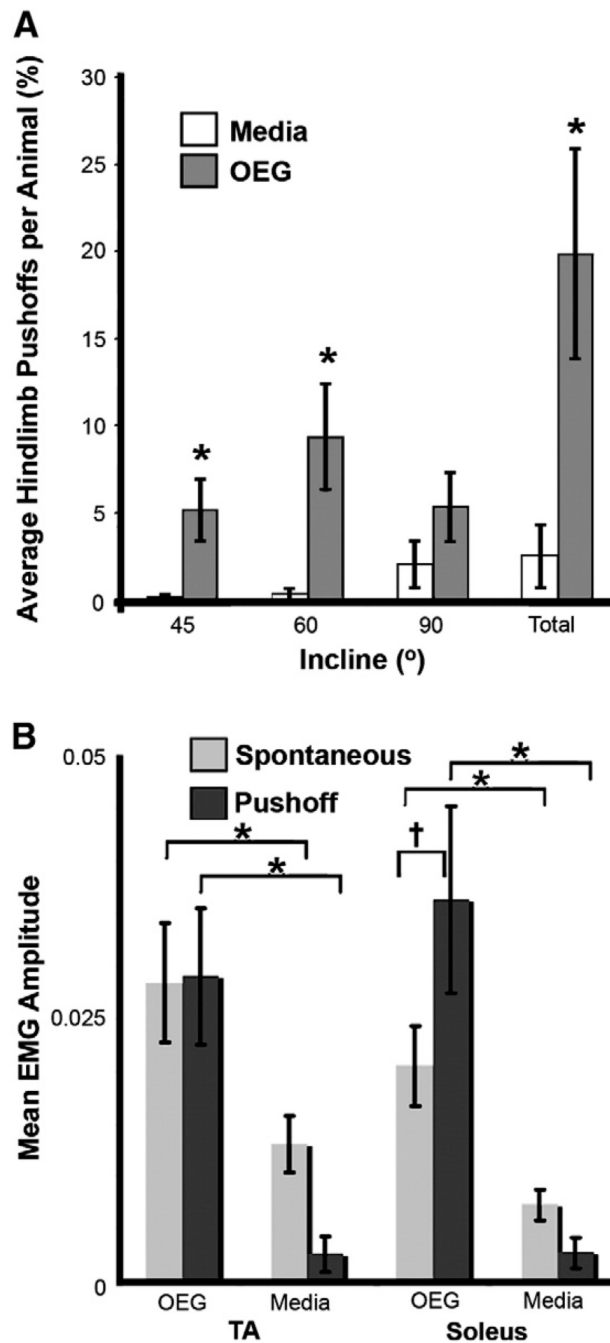 A
Average Hindlimb Pushoffs per Animal (%)
30
25
20
15
10
5
0
Media
OEG
*
*
*
45 60 90 Total
Incline (º)
B
Mean EMG Amplitude
0.05
0.025
0
Spontaneous
Pushoff
*
*
*
*
†
OEG Media OEG Media
TA Soleus